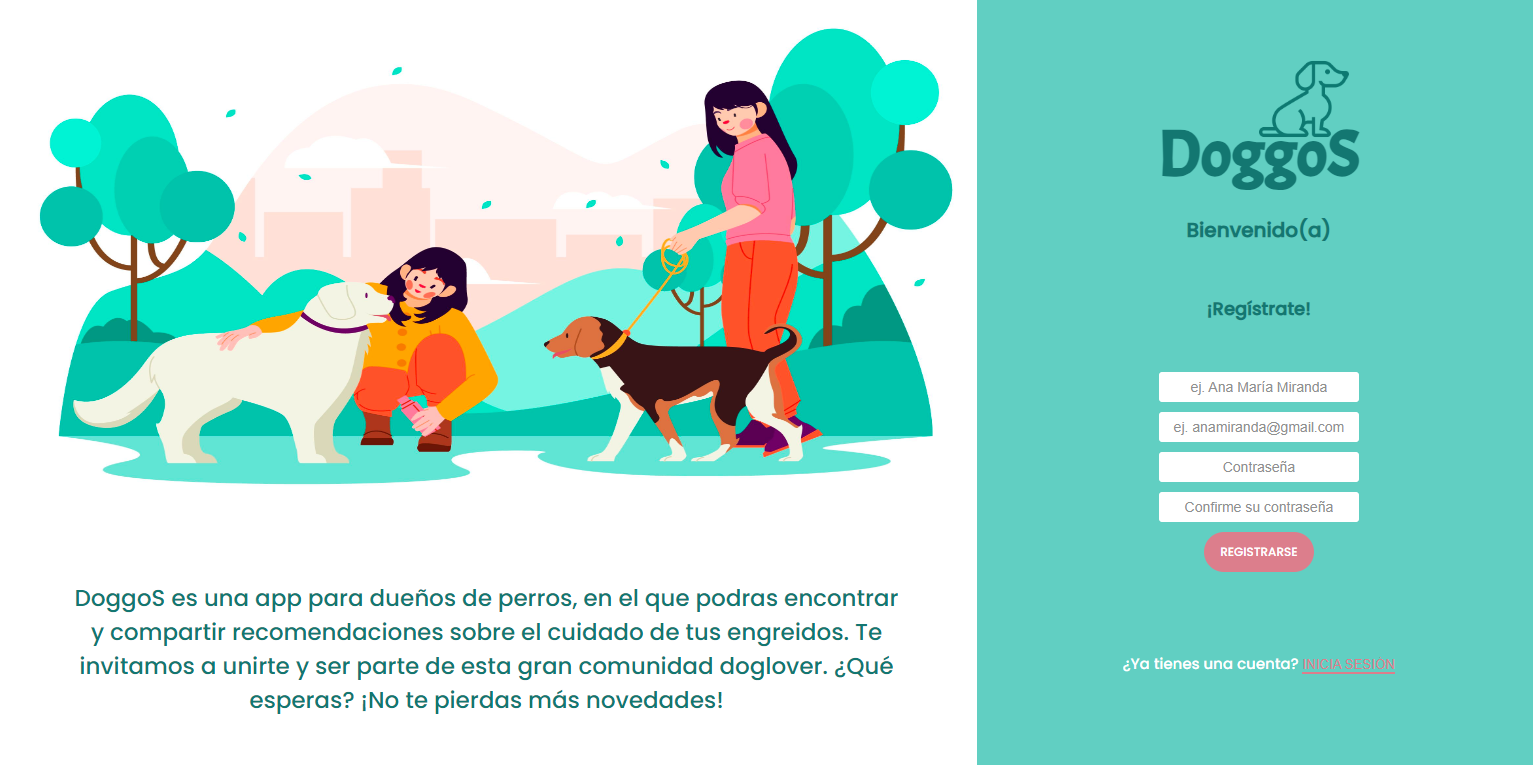 DoggoS es una app para dueños de perros, en el que podras encontrar
y compartir recomendaciones sobre el cuidado de tus engreidos. Te
invitamos a unirte y ser parte de esta gran comunidad doglover. ¿Qué
esperas? ¡No te pierdas más novedades!
DoggoS
Bienvenido(a)
¡Regístrate!
ej. Ana María Miranda
ej. anamiranda@gmail.com
Contraseña
Confirme su contraseña
REGISTRARSE
¿Ya tienes una cuenta? INICIA SESIÓN